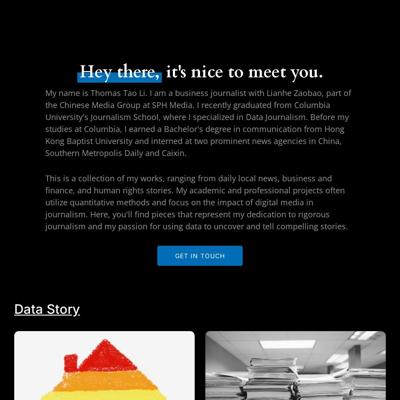 Hey there, it's nice to meet you.
My name is Thomas Tao Li. I am a business journalist with Lianhe Zaobao, part of
the Chinese Media Group at SPH Media. I recently graduated from Columbia
University's Journalism School, where I specialized in Data Journalism. Before my
studies at Columbia, I earned a Bachelor's degree in communication from Hong
Kong Baptist University and interned at two prominent news agencies in China,
Southern Metropolis Daily and Caixin.
This is a collection of my works, ranging from daily local news, business and
finance, and human rights stories. My academic and professional projects often
utilize quantitative methods and focus on the impact of digital media in
journalism. Here, you'll find pieces that represent my dedication to rigorous
journalism and my passion for using data to uncover and tell compelling stories.
GET IN TOUCH
Data Story